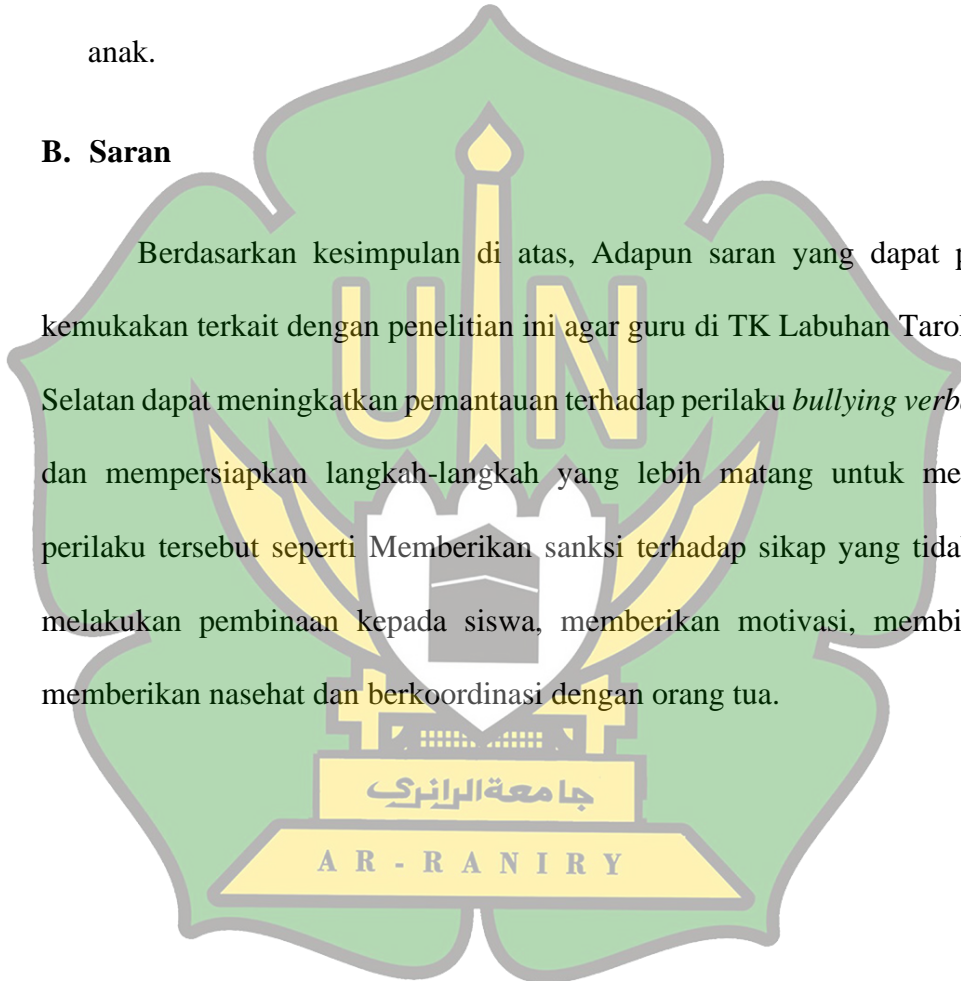 anak.
B. Saran
Berdasarkan kesimpulan di atas, Adapun saran yang dapat
kemukakan terkait dengan penelitian ini agar guru di TK Labuhan
Selatan dapat meningkatkan pemantauan terhadap perilaku bullying
dan mempersiapkan langkah-langkah yang lebih matang untuk
perilaku tersebut seperti Memberikan sanksi terhadap sikap yang
melakukan pembinaan kepada siswa, memberikan motivasi,
memberikan nasehat dan berkoordinasi dengan orang tua.
UIN
جامعة الرانري
AR-RANIRY